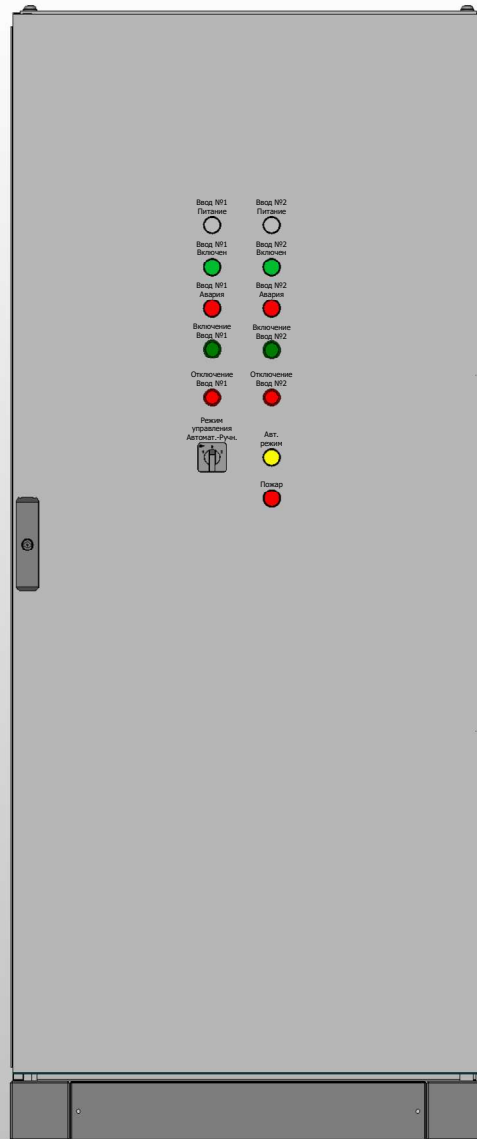 Ввод №1
Питание
Ввод №2
Питание
Ввод №1
Включен
Ввод №2
Включен
Ввод №1
Авария
Ввод №2
Авария
Включение
Ввод №1
Включение
Ввод №2
Отключение
Ввод №1
Отключение
Ввод №2
Режим
управления
Автомат.-Ручн.
Авт.
режим
Пожар